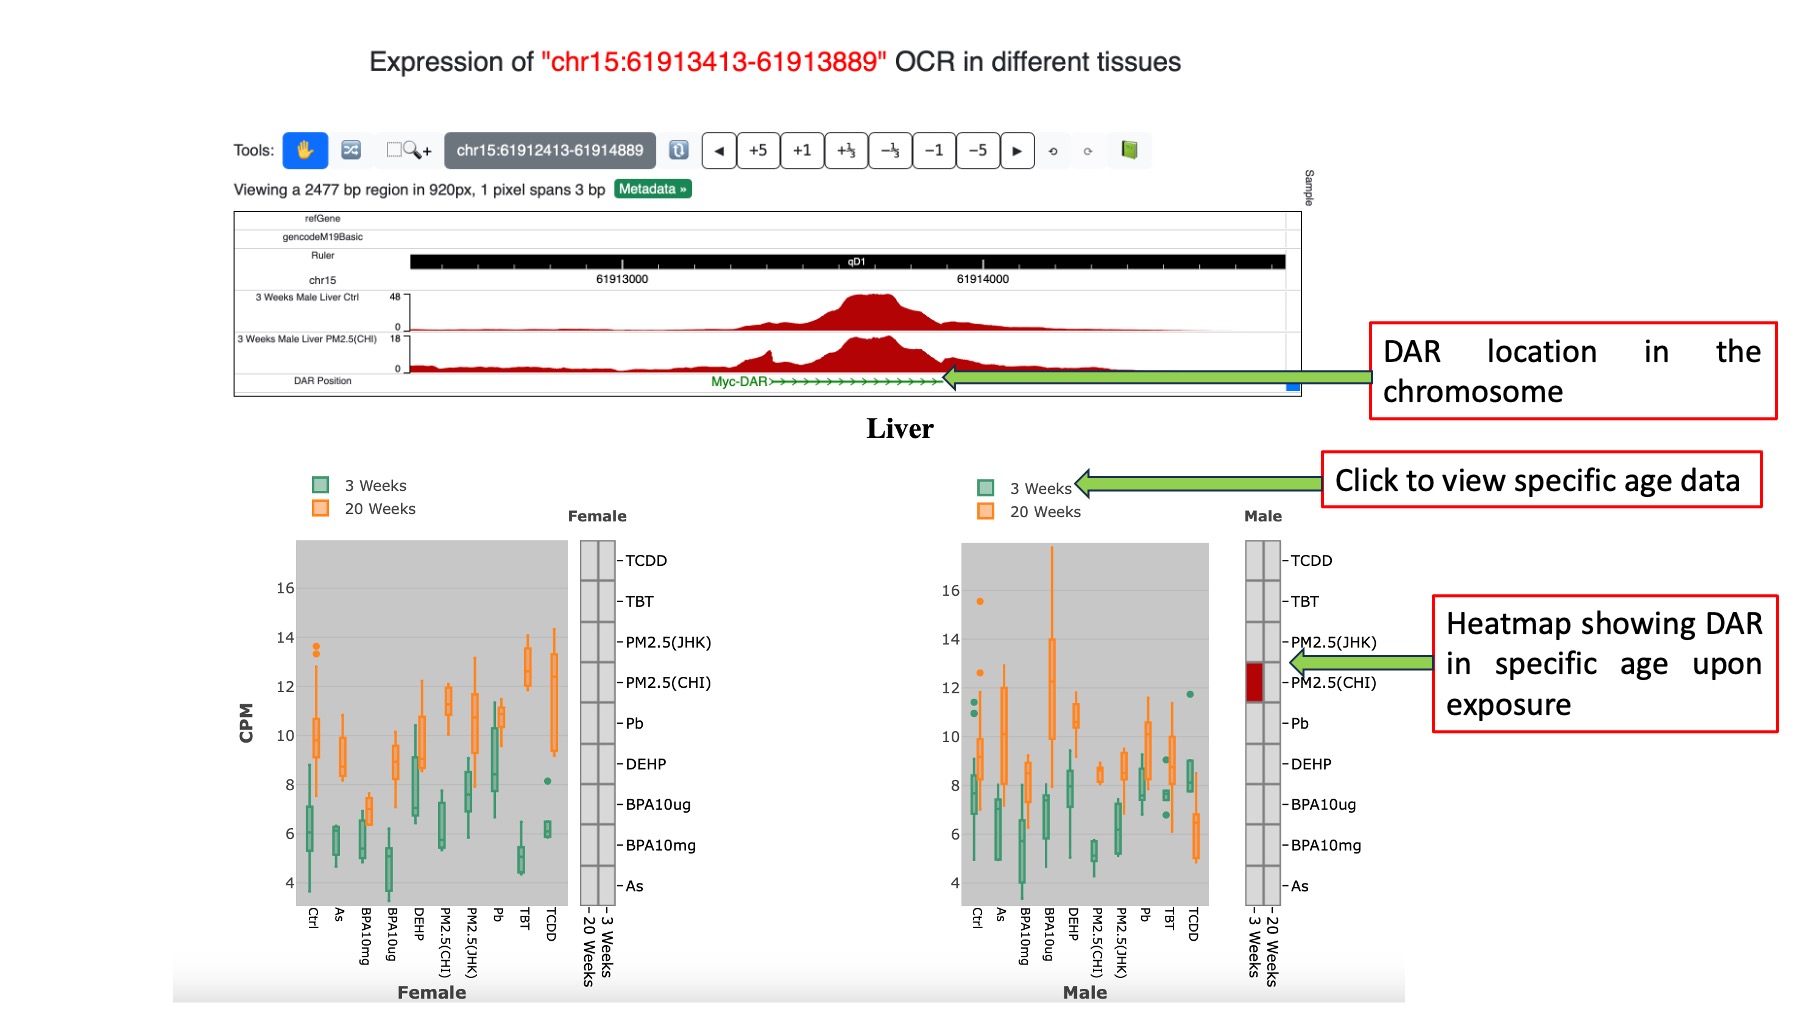 Expression of "chr15:61913413-61913889" OCR in different tissues
Tools:
chr15:61912413-61914889
◄
+5
+1
+⅓
−⅓
−1
−5
►
Viewing a 2477 bp region in 920px, 1 pixel spans 3 bp
Metadata »
Sample
refGene
gencodeM19Basic
Ruler
qD1
chr15
61913000
61914000
3 Weeks Male Liver Ctrl
48
0
3 Weeks Male Liver PM2.5(CHI)
18
0
DAR Position
Myc-DAR
DAR location in the
chromosome
Liver
3 Weeks
20 Weeks
Female
CPM
16
14
12
10
8
6
4
Ctrl
As
BPA10mg
BPA10ug
DEHP
PM2.5(CHI)
PM2.5(JHK)
Pb
TBT
TCDD
Female
TCDD
TBT
PM2.5(JHK)
PM2.5(CHI)
Pb
DEHP
BPA10ug
BPA10mg
As
20 Weeks
3 Weeks
3 Weeks
20 Weeks
Click to view specific age data
Male
16
14
12
10
8
6
4
Ctrl
As
BPA10mg
BPA10ug
DEHP
PM2.5(CHI)
PM2.5(JHK)
Pb
TBT
TCDD
Male
TCDD
TBT
PM2.5(JHK)
PM2.5(CHI)
Pb
DEHP
BPA10ug
BPA10mg
As
3 Weeks
20 Weeks
Heatmap showing DAR
in specific age upon
exposure